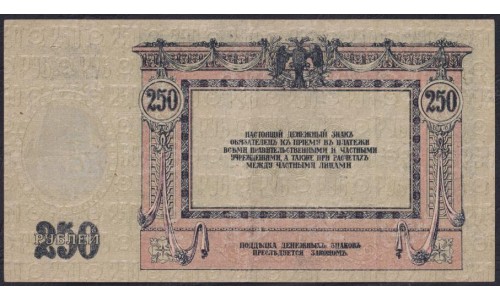 250 250
НАСТОЯЩІЙ ДЕНЕЖНЫЙ ЗНАКЪ
ОБЯЗАТЕЛЕНЪ КЪ ПРІЕМУ ВЪ ПЛАТЕЖИ
ВСѢМИ ПРАВИТЕЛЬСТВЕННЫМИ И ЧАСТНЫМИ
УЧРЕЖДЕНІЯМИ, А ТАКЖЕ ПРИ РАСЧЕТАХЪ
МЕЖДУ ЧАСТНЫМИ ЛИЦАМИ
250
РУБЛЕЙ
ПОДДѢЛКА ДЕНЕЖНЫХЪ ЗНАКОВЪ
ПРЕСЛѢДУЕТСЯ ЗАКОНОМЪ.